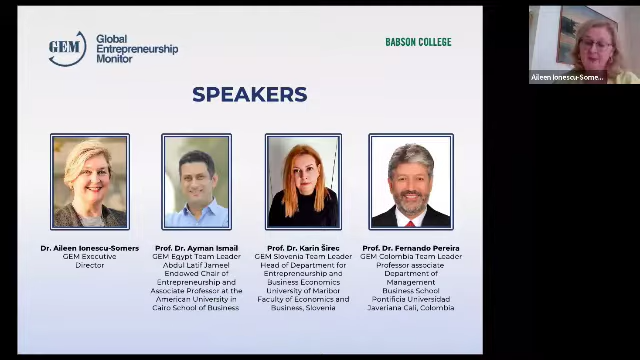 GEM
Global
Entrepreneurship
Monitor
BABSON COLLEGE
Aileen Ionescu-Some...
SPEAKERS
Dr. Aileen Ionescu-Somers
GEM Executive
Director
Prof. Dr. Ayman Ismail
GEM Egypt Team Leader
Abdul Latif Jameel
Endowed Chair of
Entrepreneurship and
Associate Professor at the
American University in
Cairo School of Business
Prof. Dr. Karin Širec
GEM Slovenia Team Leader
Head of Department for
Entrepreneurship and
Business Economics
University of Maribor
Faculty of Economics and
Business, Slovenia
Prof. Dr. Fernando Pereira
GEM Colombia Team Leader
Professor associate
Department of
Management
Business School
Pontificia Universidad
Javeriana Cali, Colombia